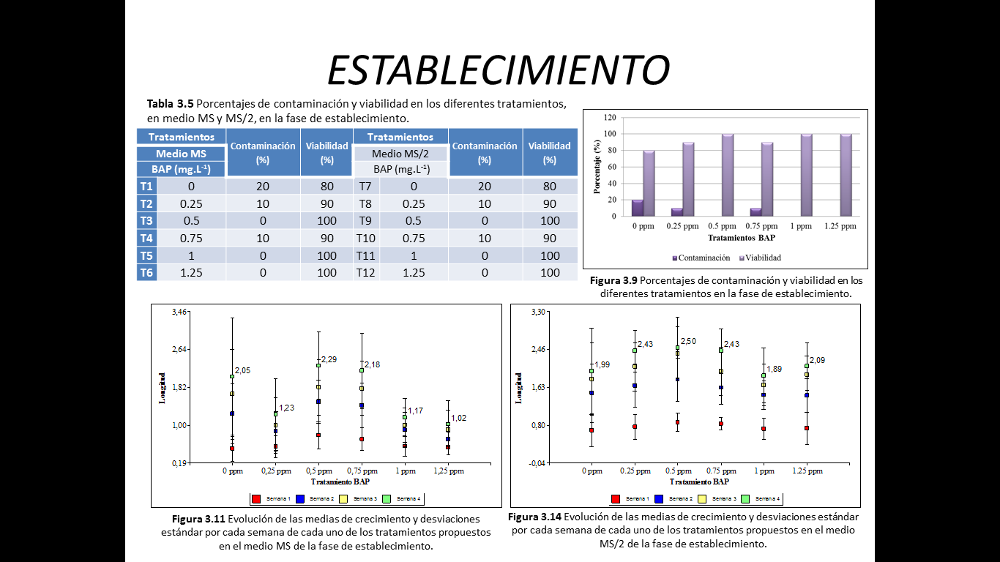 ESTABLECIMIENTO
Tabla 3.5 Porcentajes de contaminación y viabilidad en los diferentes tratamientos,
en medio MS y MS/2, en la fase de establecimiento.
Tratamientos Contaminación (%) Viabilidad (%) Tratamientos Contaminación (%) Viabilidad (%)
Medio MS Medio MS/2
BAP (mg.L-1) BAP (mg.L-1)
T1 0 20 80 T7 0 20 80
T2 0.25 10 90 T8 0.25 10 90
T3 0.5 0 100 T9 0.5 0 100
T4 0.75 10 90 T10 0.75 10 90
T5 1 0 100 T11 1 0 100
T6 1.25 0 100 T12 1.25 0 100
120
100
80
60
40
20
0
Porcentaje (%)
0 ppm 0.25 ppm 0.5 ppm 0.75 ppm 1 ppm 1.25 ppm
Tratamientos BAP
Contaminación Viabilidad
Figura 3.9 Porcentajes de contaminación y viabilidad en los
diferentes tratamientos en la fase de establecimiento.
3,46
2,64
1,82
1,00
0,19
Longitud
2,05
1,23
2,29
2,18
1,17
1,02
0 ppm 0,25 ppm 0,5 ppm 0,75 ppm 1 ppm 1,25 ppm
Tratamiento BAP
Semana 1 Semana 2 Semana 3 Semana 4
Figura 3.11 Evolución de las medias de crecimiento y desviaciones
estándar por cada semana de cada uno de los tratamientos propuestos
en el medio MS de la fase de establecimiento.
3,30
2,46
1,63
0,80
-0,04
Longitud
1,99
2,43
2,50
2,43
1,89
2,09
0 ppm 0.25 ppm 0.5 ppm 0.75 ppm 1 ppm 1.25 ppm
Tratamiento BAP
Semana 1 Semana 2 Semana 3 Semana 4
Figura 3.14 Evolución de las medias de crecimiento y desviaciones estándar
por cada semana de cada uno de los tratamientos propuestos en el medio
MS/2 de la fase de establecimiento.